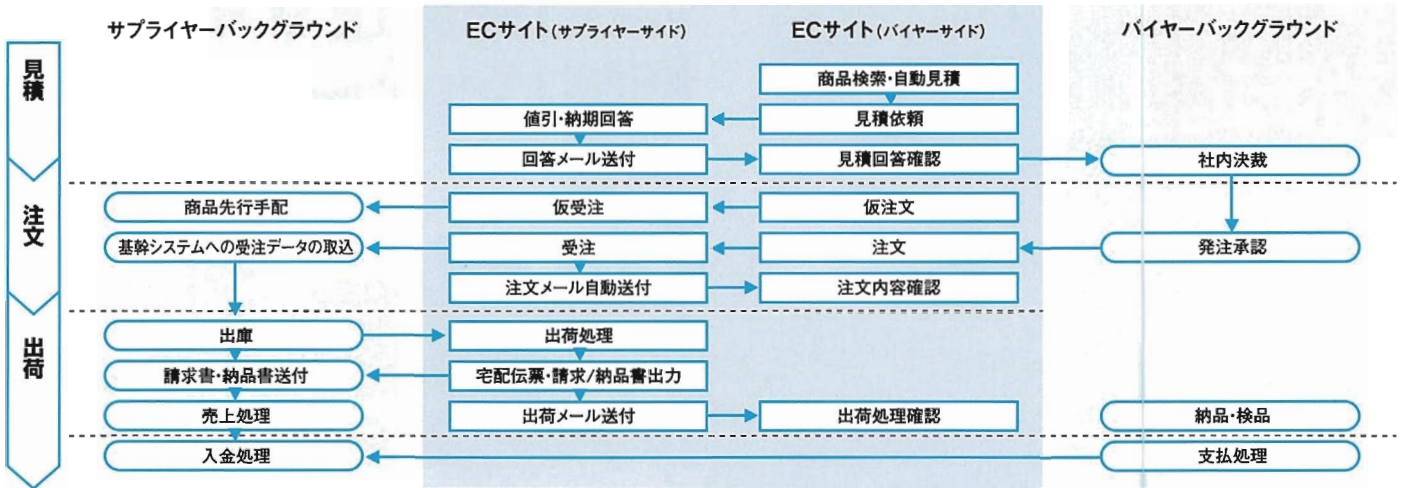 サプライヤーバックグラウンド
ECサイト(サプライヤーサイド)
ECサイト(バイヤーサイド)
バイヤーバックグラウンド
見積
商品検索・自動見積
値引・納期回答
見積依頼
回答メール送付
見積回答確認
社内決裁
注文
商品先行手配
仮受注
仮注文
基幹システムへの受注データの取込
受注
注文
発注承認
注文メール自動送付
注文内容確認
出荷
出庫
出荷処理
請求書・納品書送付
宅配伝票・請求/納品書出力
売上処理
出荷メール送付
出荷処理確認
納品・検品
入金処理
支払処理